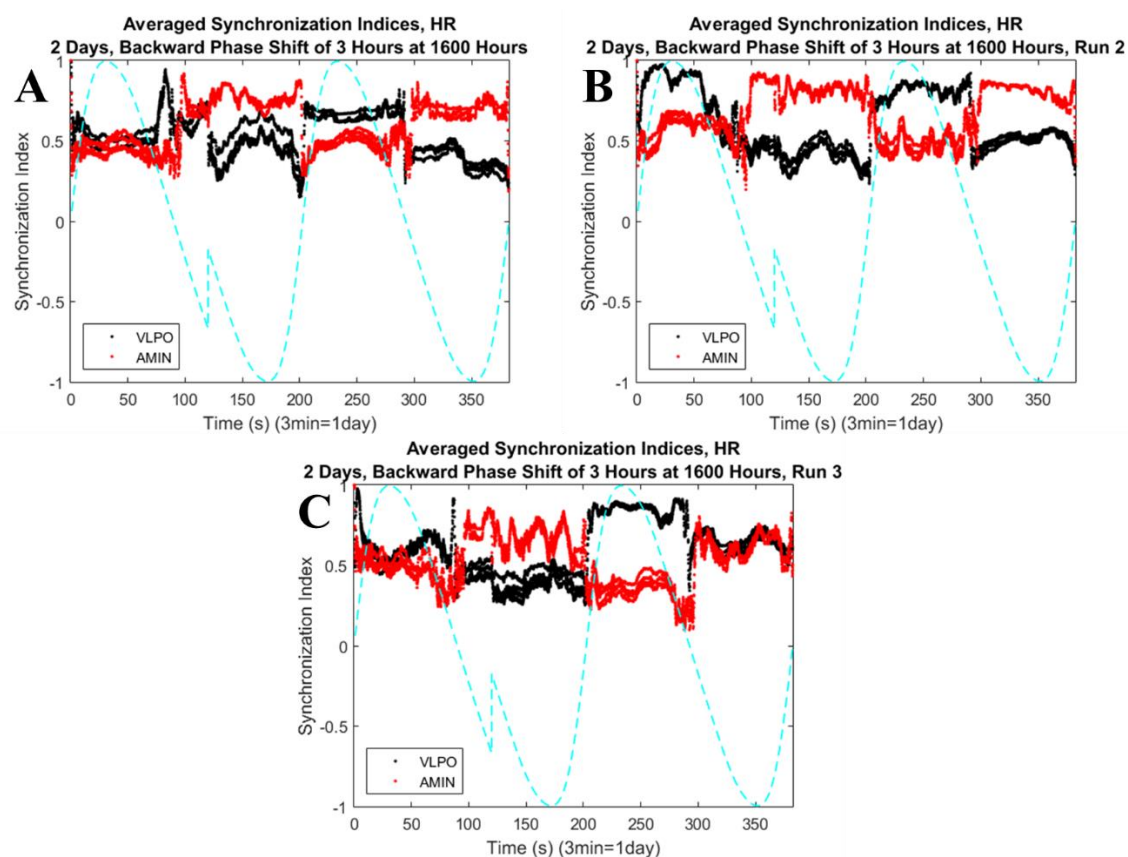 Averaged Synchronization Indices, HR
2 Days, Backward Phase Shift of 3 Hours at 1600 Hours
A
1
0.5
0
-0.5
-1
Synchronization Index
VLPO
AMIN
0 50 100 150 200 250 300 350
Time (s) (3min=1day)
Averaged Synchronization Indices, HR
2 Days, Backward Phase Shift of 3 Hours at 1600 Hours, Run 2
B
1
0.5
0
-0.5
-1
Synchronization Index
VLPO
AMIN
0 50 100 150 200 250 300 350
Time (s) (3min=1day)
Averaged Synchronization Indices, HR
2 Days, Backward Phase Shift of 3 Hours at 1600 Hours, Run 3
C
1
0.5
0
-0.5
-1
Synchronization Index
VLPO
AMIN
0 50 100 150 200 250 300 350
Time (s) (3min=1day)